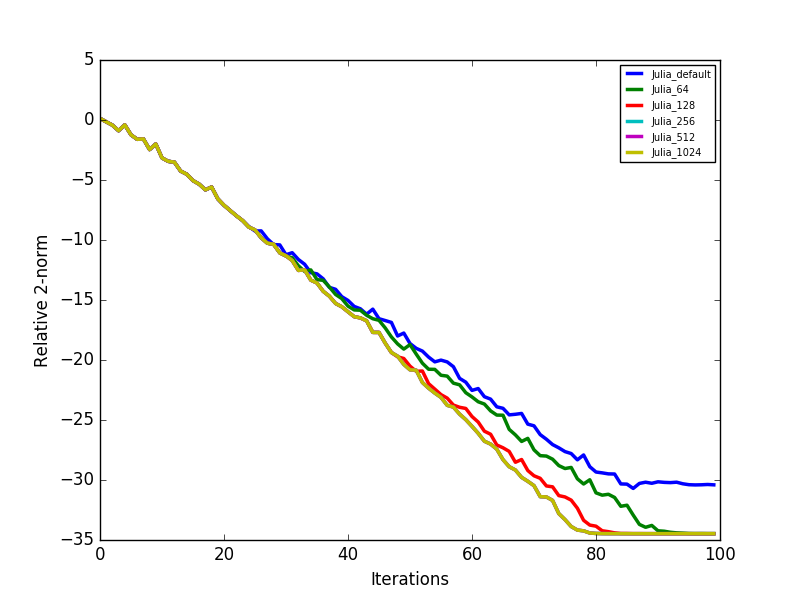 5
0
−5
−10
−15
−20
−25
−30
−35
Relative 2-norm
0 20 40 60 80 100
Iterations
Julia_default
Julia_64
Julia_128
Julia_256
Julia_512
Julia_1024